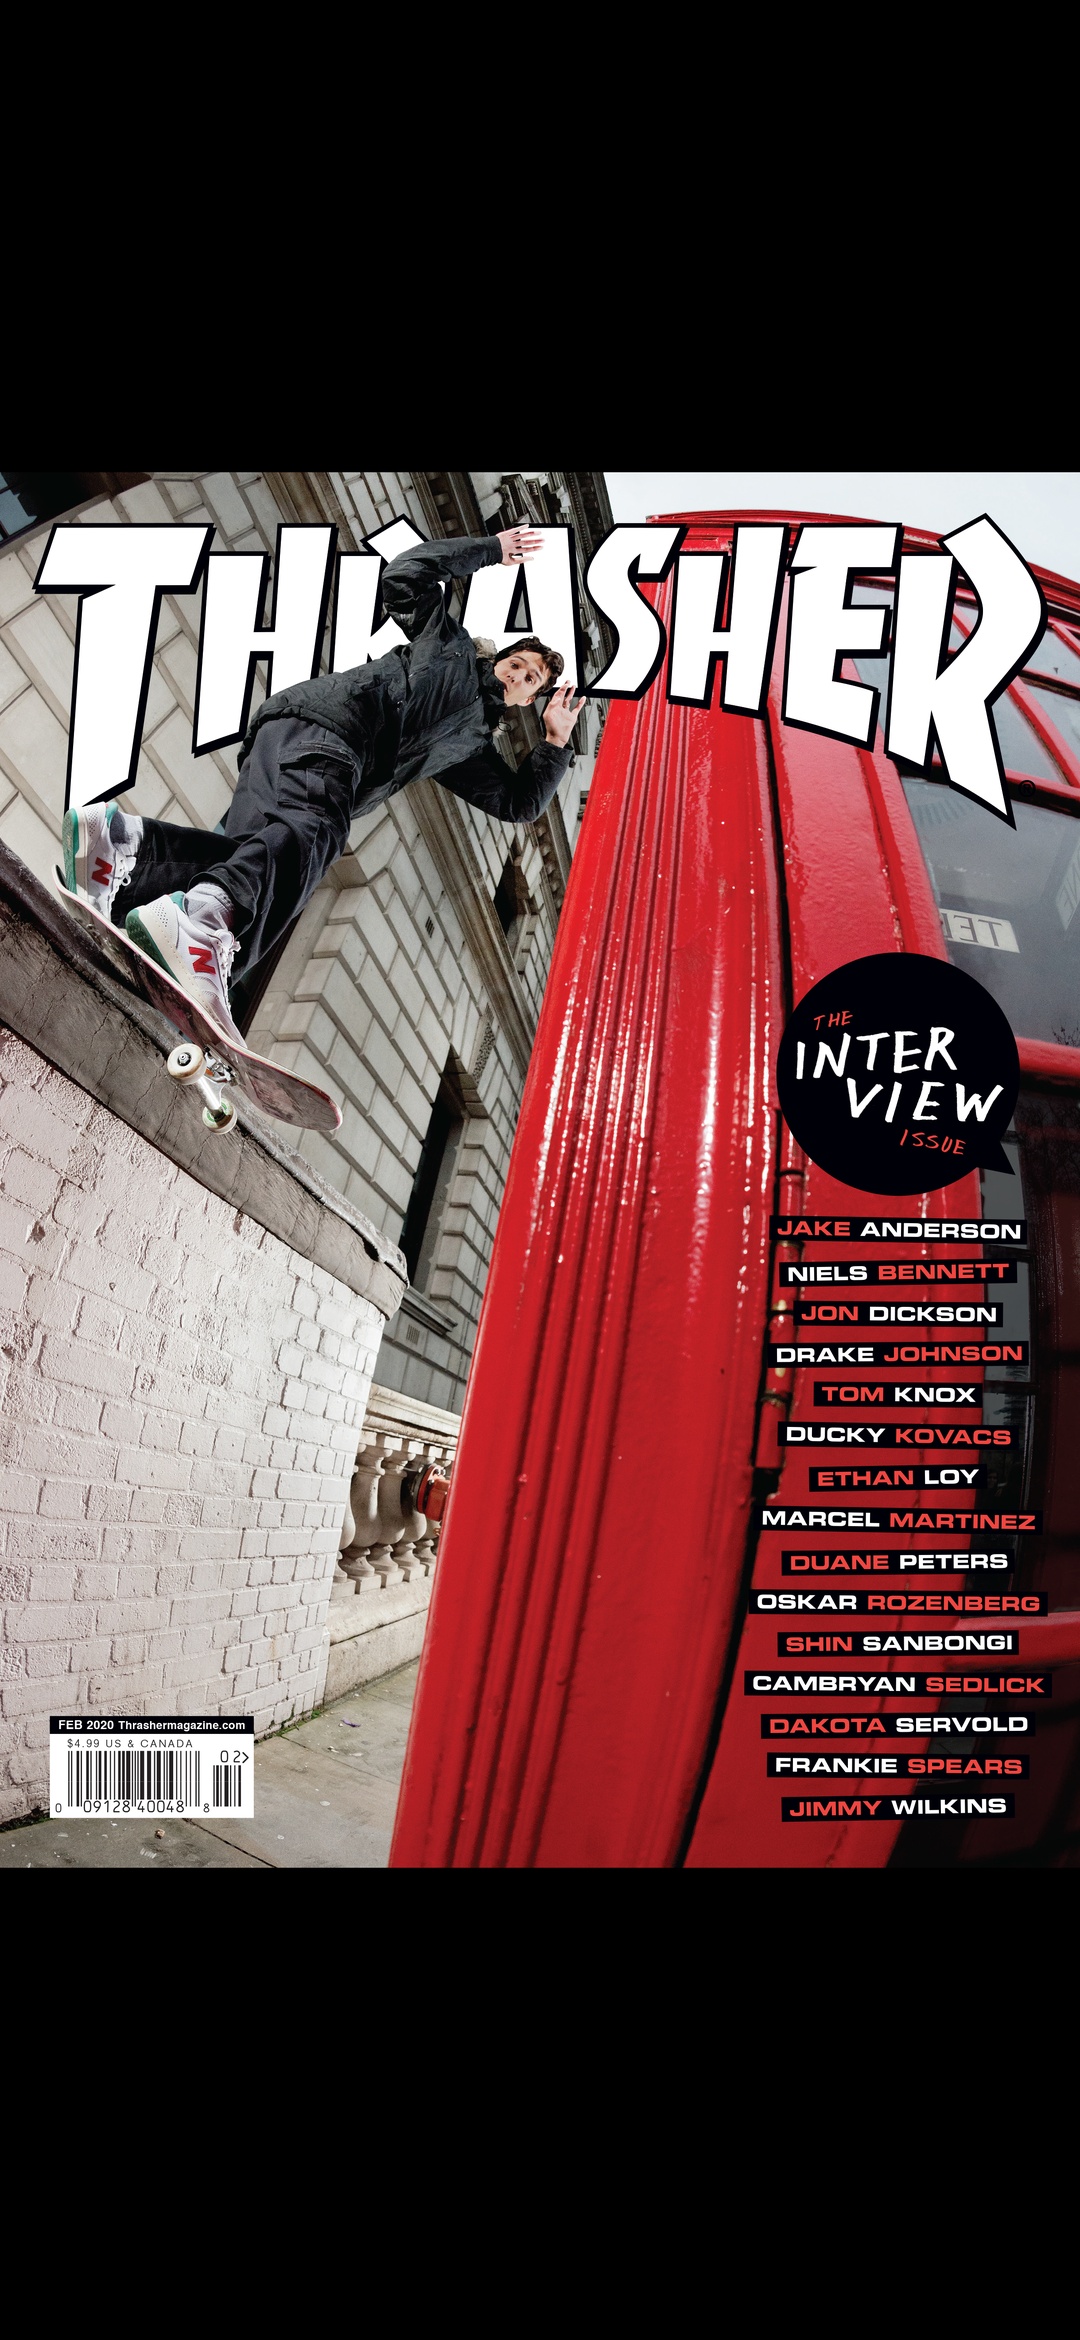 THRASHER
®
THE
INTER
VIEW
ISSUE
JAKE ANDERSON
NIELS BENNETT
JON DICKSON
DRAKE JOHNSON
TOM KNOX
DUCKY KOVACS
ETHAN LOY
MARCEL MARTINEZ
DUANE PETERS
OSKAR ROZENBERG
SHIN SANBONGI
CAMBRYAN SEDLICK
DAKOTA SERVOLD
FRANKIE SPEARS
JIMMY WILKINS
FEB 2020 Thrashermagazine.com
$4.99 US & CANADA
02>
0 09128 40048 8
N
N